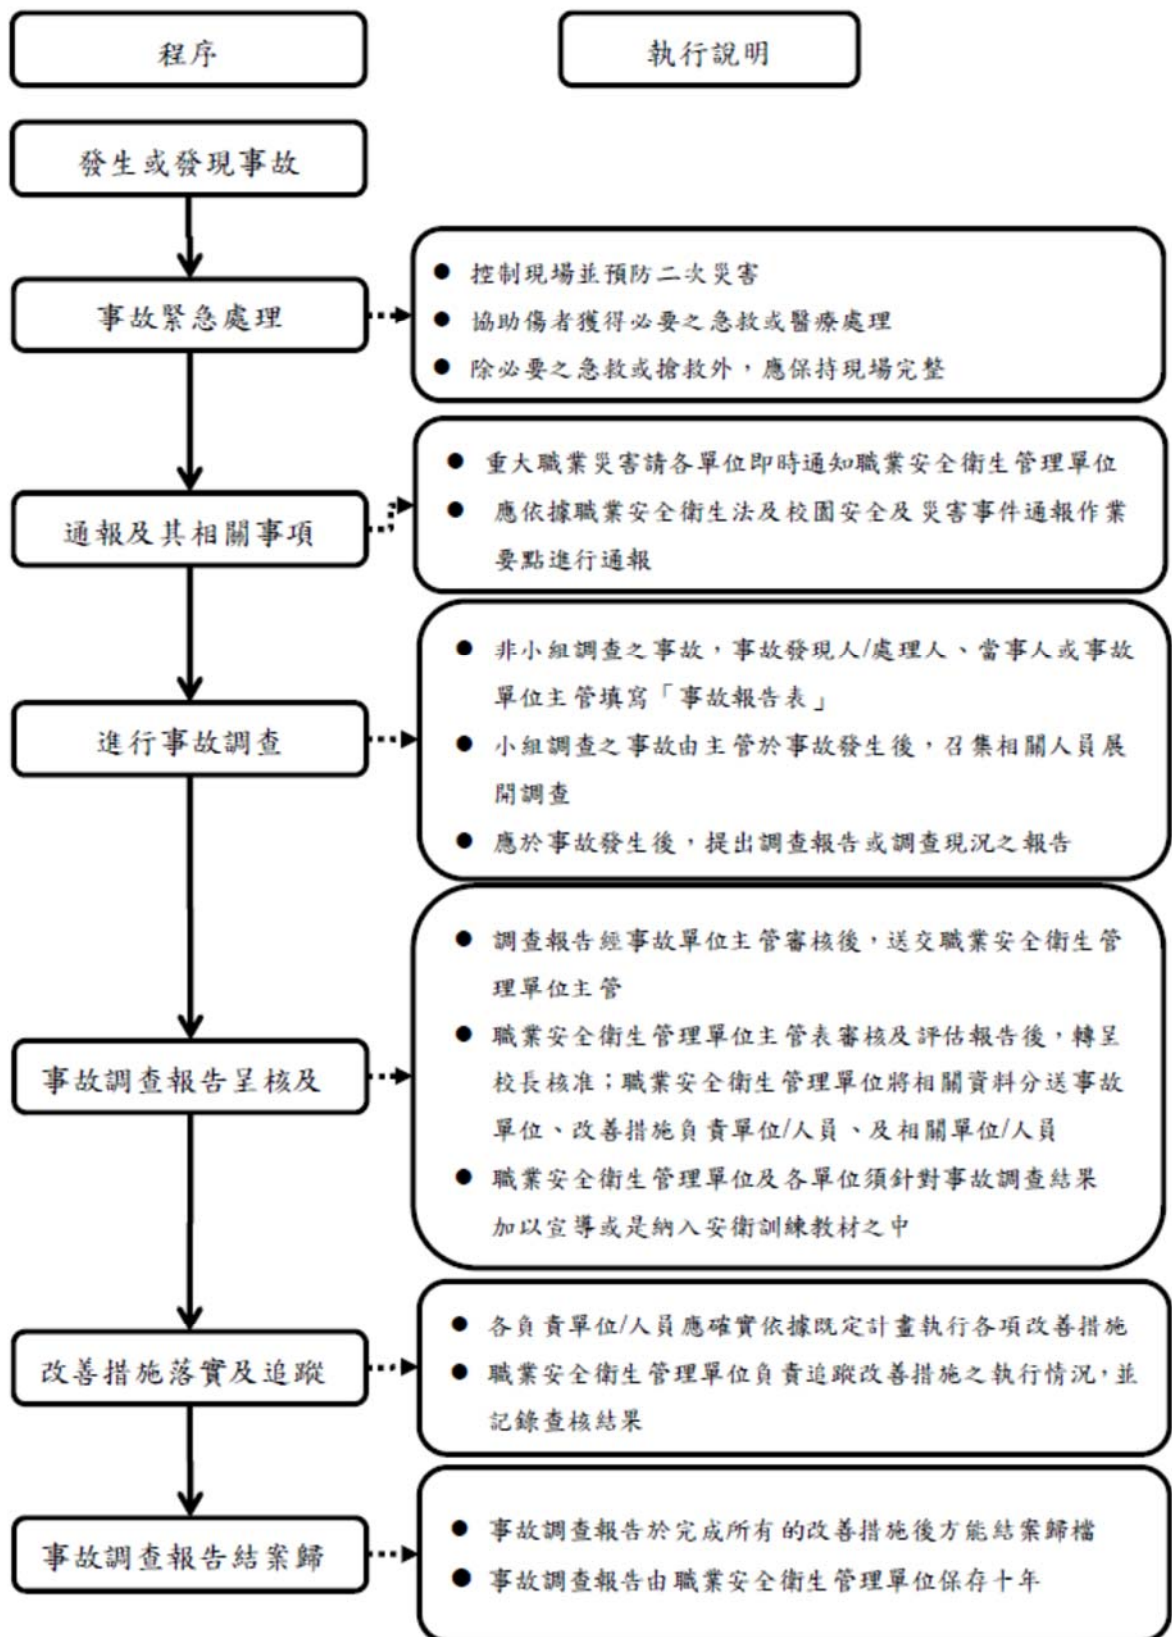 程序
執行說明
發生或發現事故
事故緊急處理
● 控制現場並預防二次災害
● 協助傷者獲得必要之急救或醫療處理
● 除必要之急救或搶救外，應保持現場完整
通報及其相關事項
● 重大職業災害請各單位即時通知職業安全衛生管理單位
● 應依據職業安全衛生法及校園安全及災害事件通報作業
要點進行通報
進行事故調查
● 非小組調查之事故，事故發現人/處理人、當事人或事故
單位主管填寫「事故報告表」
● 小組調查之事故由主管於事故發生後，召集相關人員展
開調查
● 應於事故發生後，提出調查報告或調查現況之報告
事故調查報告呈核及
● 調查報告經事故單位主管審核後，送交職業安全衛生管
理單位主管
● 職業安全衛生管理單位主管表審核及評估報告後，轉呈
校長核准；職業安全衛生管理單位將相關資料分送事故
單位、改善措施負責單位/人員、及相關單位/人員
● 職業安全衛生管理單位及各單位須針對事故調查結果
加以宣導或是納入安衛訓練教材之中
改善措施落實及追蹤
● 各負責單位/人員應確實依據既定計畫執行各項改善措施
● 職業安全衛生管理單位負責追蹤改善措施之執行情況，並
記錄查核結果
事故調查報告結案歸
● 事故調查報告於完成所有的改善措施後方能結案歸檔
● 事故調查報告由職業安全衛生管理單位保存十年